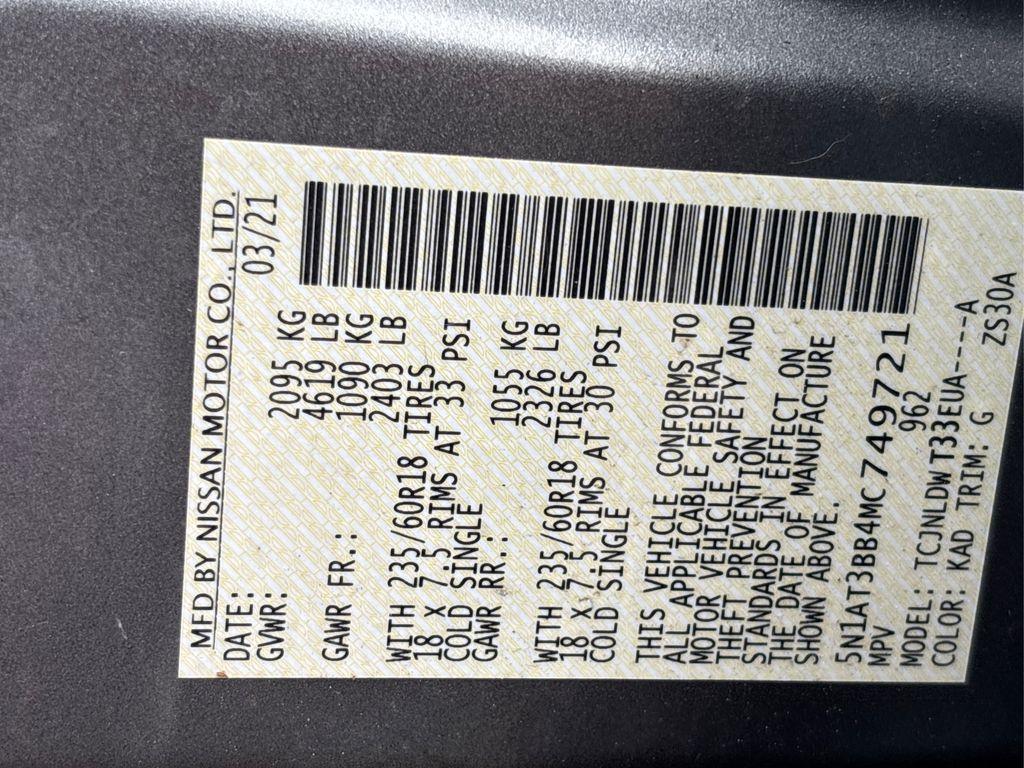 MFD BY NISSAN MOTOR CO., LTD.
DATE: 03/21
GVWR: 2095 KG
4619 LB
GAWR FR.: 1090 KG
2403 LB
WITH 235/60R18 TIRES
18 X 7.5 RIMS AT 33 PSI
COLD SINGLE
GAWR RR.: 1055 KG
2326 LB
WITH 235/60R18 TIRES
18 X 7.5 RIMS AT 30 PSI
COLD SINGLE
THIS VEHICLE CONFORMS TO
ALL APPLICABLE FEDERAL
MOTOR VEHICLE SAFETY AND
THEFT PREVENTION
STANDARDS IN EFFECT ON
THE DATE OF MANUFACTURE
SHOWN ABOVE.
5N1AT3BB4MC749721
MPV 962
MODEL: TCJNLDWT33EUA----A
COLOR: KAD TRIM: G ZS30A